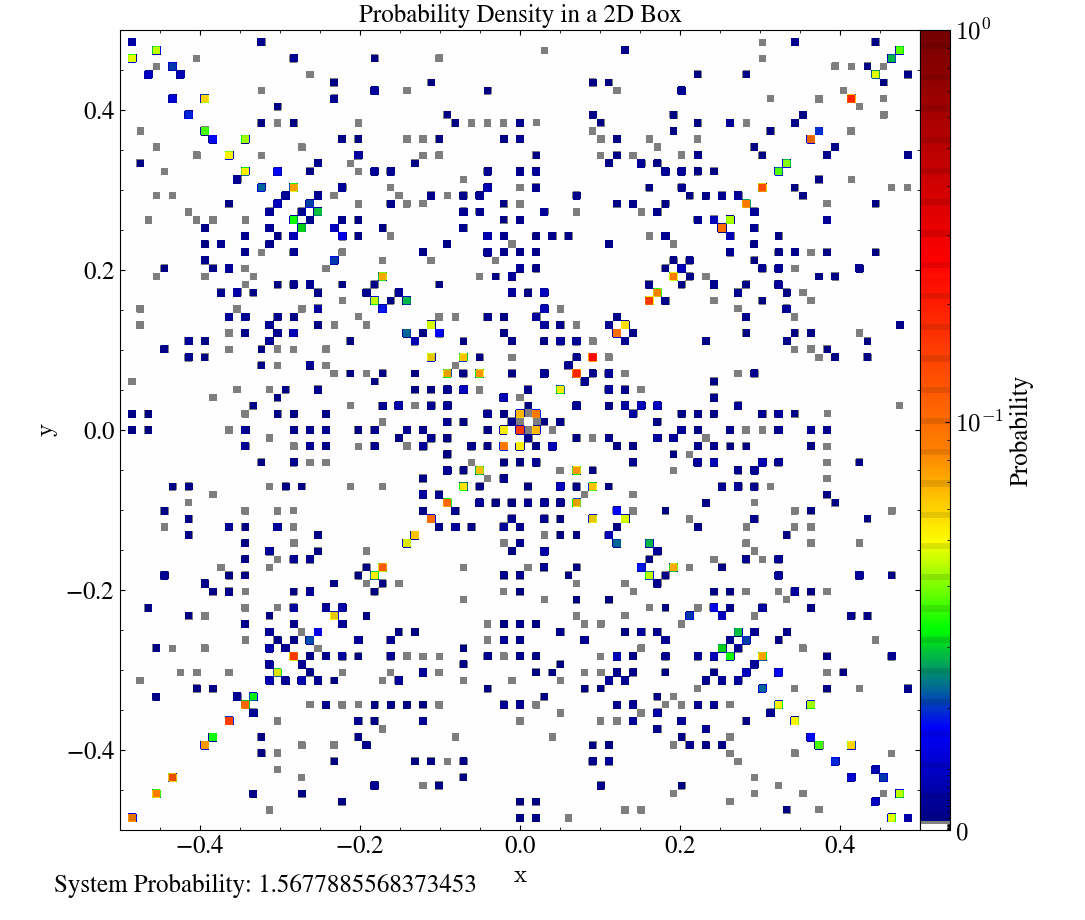 Probability Density in a 2D Box
10^0
0.4
0.2
y
0.0
10^−1
Probability
−0.2
−0.4
0
−0.4 −0.2 0.0 0.2 0.4
x
System Probability: 1.5677885568373453